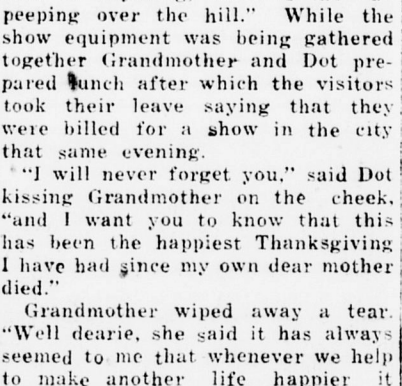 peeping over the hill." While the
show equipment was being gathered
together Grandmother and Dot pre-
pared lunch after which the visitors
took their leave saying that they
were billed for a show in the city
that same evening.
"I will never forget you," said Dot
kissing Grandmother on the cheek,
"and I want you to know that this
has been the happiest Thanksgiving
I have had since my own dear mother
died."
Grandmother wiped away a tear.
"Well dearie, she said it has always
seemed to me that whenever we help
to make another life happier it